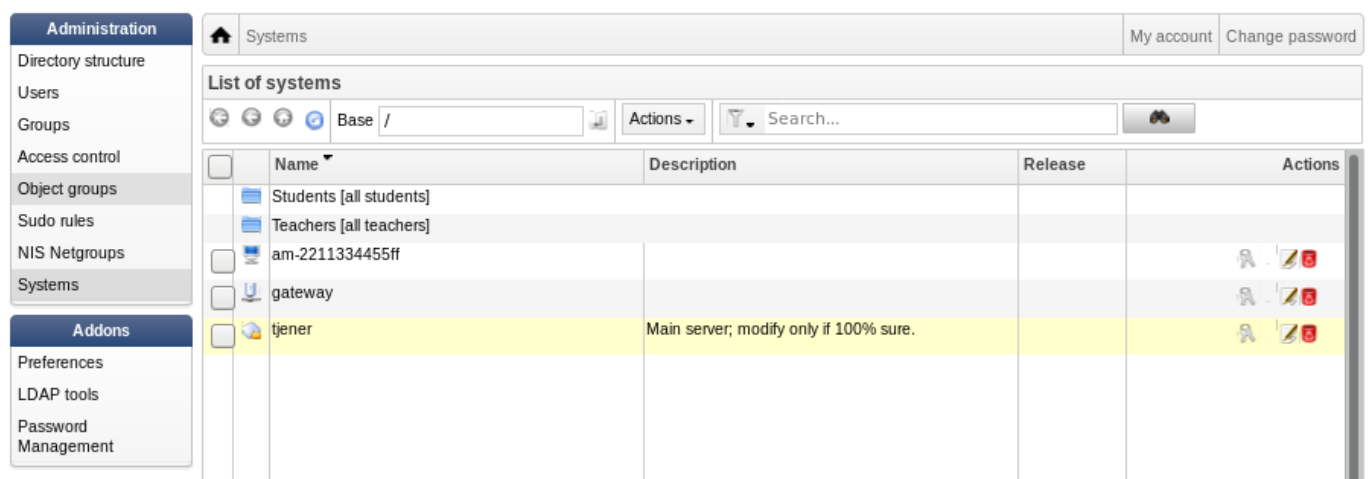 Administration
Directory structure
Users
Groups
Access control
Object groups
Sudo rules
NIS Netgroups
Systems
Addons
Preferences
LDAP tools
Password
Management
Systems My account Change password
List of systems
Base / Actions Search...
Name Description Release Actions
Students [all students]
Teachers [all teachers]
am-2211334455ff
gateway
tjener Main server; modify only if 100% sure.